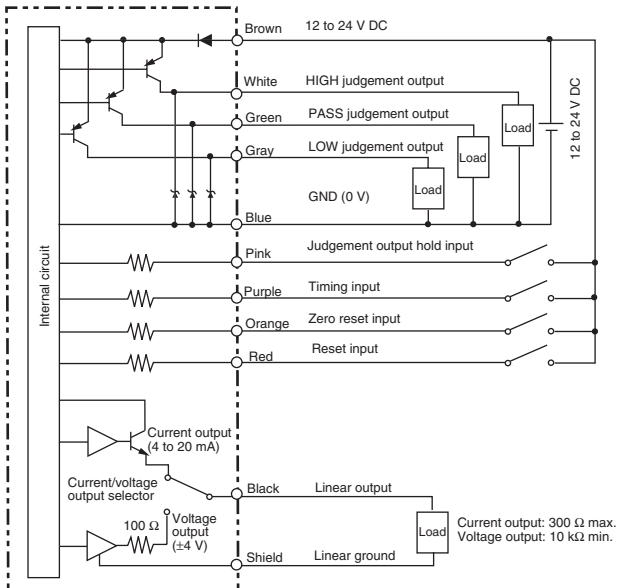 Brown
12 to 24 V DC
White
HIGH judgement output
Green
PASS judgement output
Gray
LOW judgement output
Load
Load
Load
12 to 24 V DC
GND (0 V)
Blue
Internal circuit
Pink
Judgement output hold input
Purple
Timing input
Orange
Zero reset input
Red
Reset input
Current output
(4 to 20 mA)
Current/voltage
output selector
Black
Linear output
100 Ω
Voltage
output
(±4 V)
Load
Current output: 300 Ω max.
Voltage output: 10 kΩ min.
Shield
Linear ground